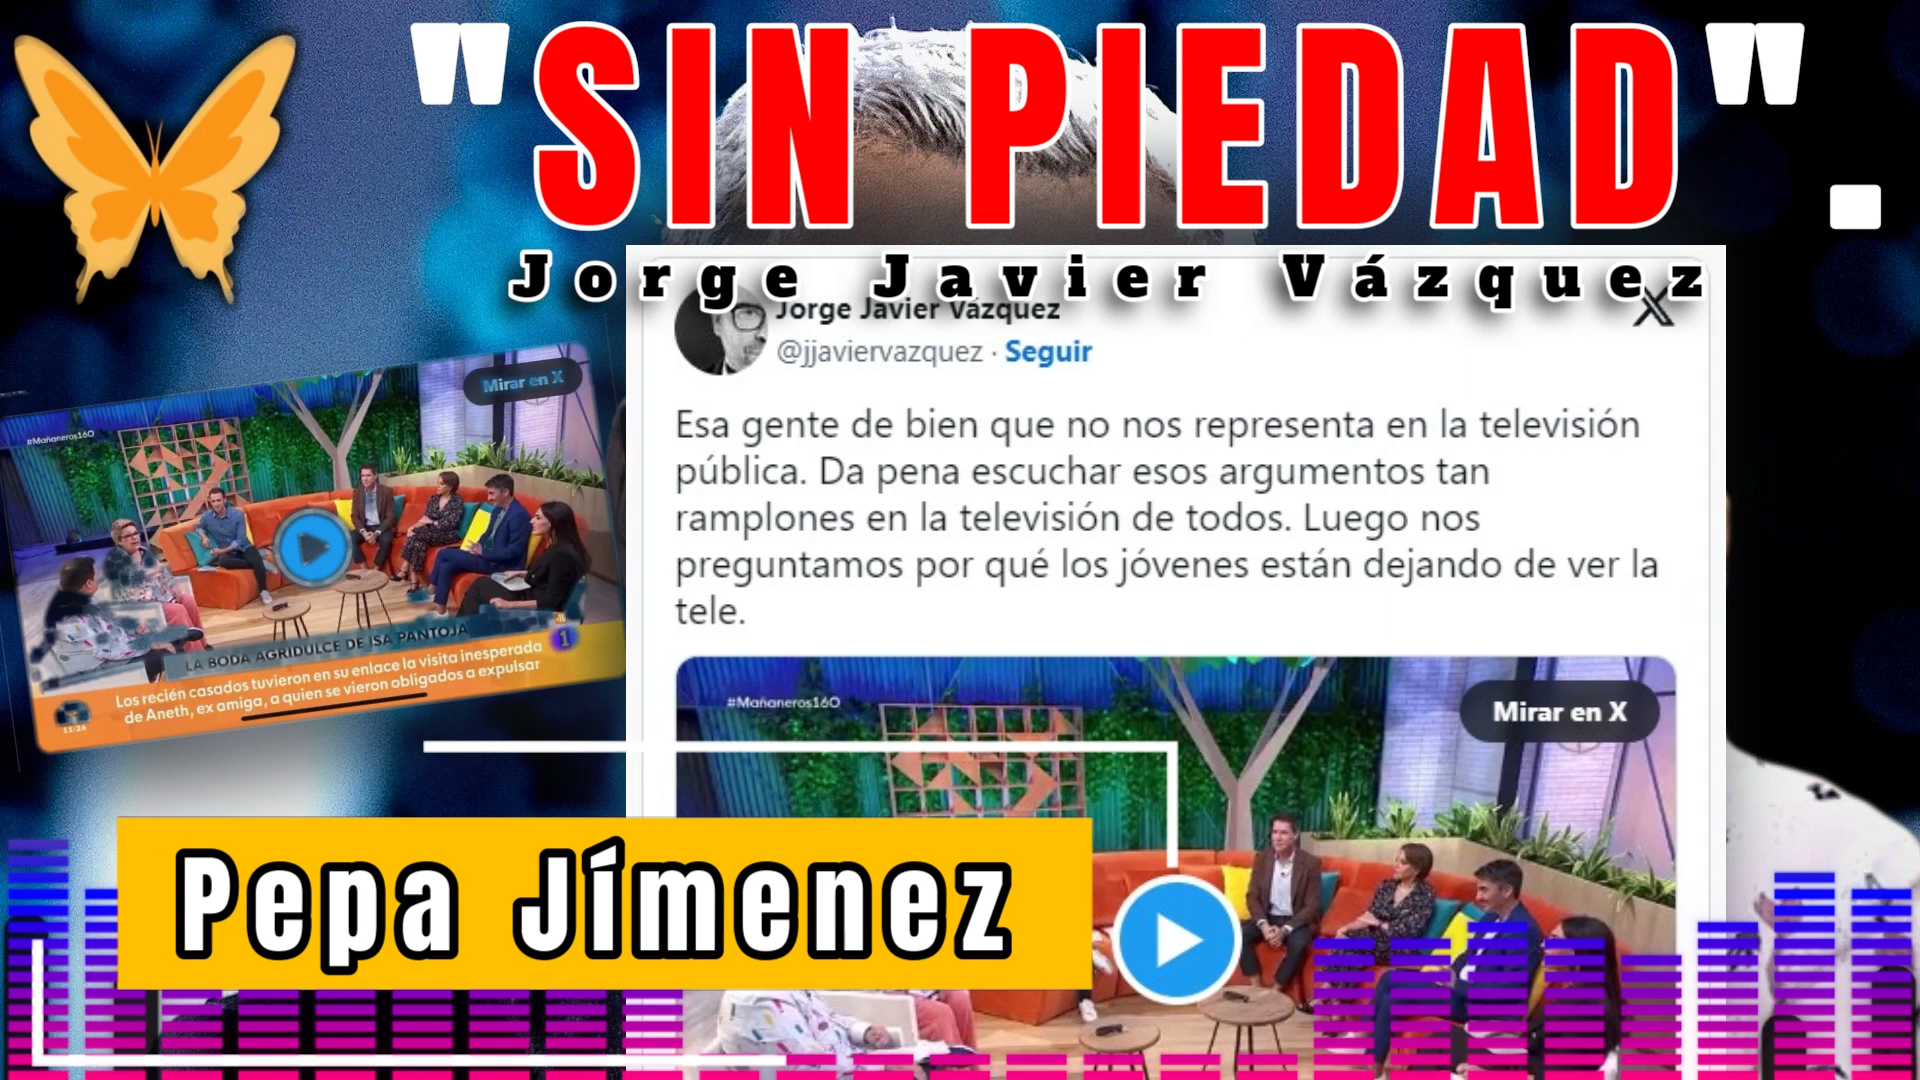 "SIN PIEDAD".
Jorge Javier Vázquez
Jorge Javier Vázquez
@jjaviervazquez · Seguir
Esa gente de bien que no nos representa en la televisión
pública. Da pena escuchar esos argumentos tan
ramplones en la televisión de todos. Luego nos
preguntamos por qué los jóvenes están dejando de ver la
tele.
Mirar en X
#Mañaneros160
LA BODA AGRIDULCE DE ISA PANTOJA
Los recién casados tuvieron en su enlace la visita inesperada
de Aneth, ex amiga, a quien se vieron obligados a expulsar
11:26
1
#Mañaneros160
Mirar en X
Pepa Jímenez